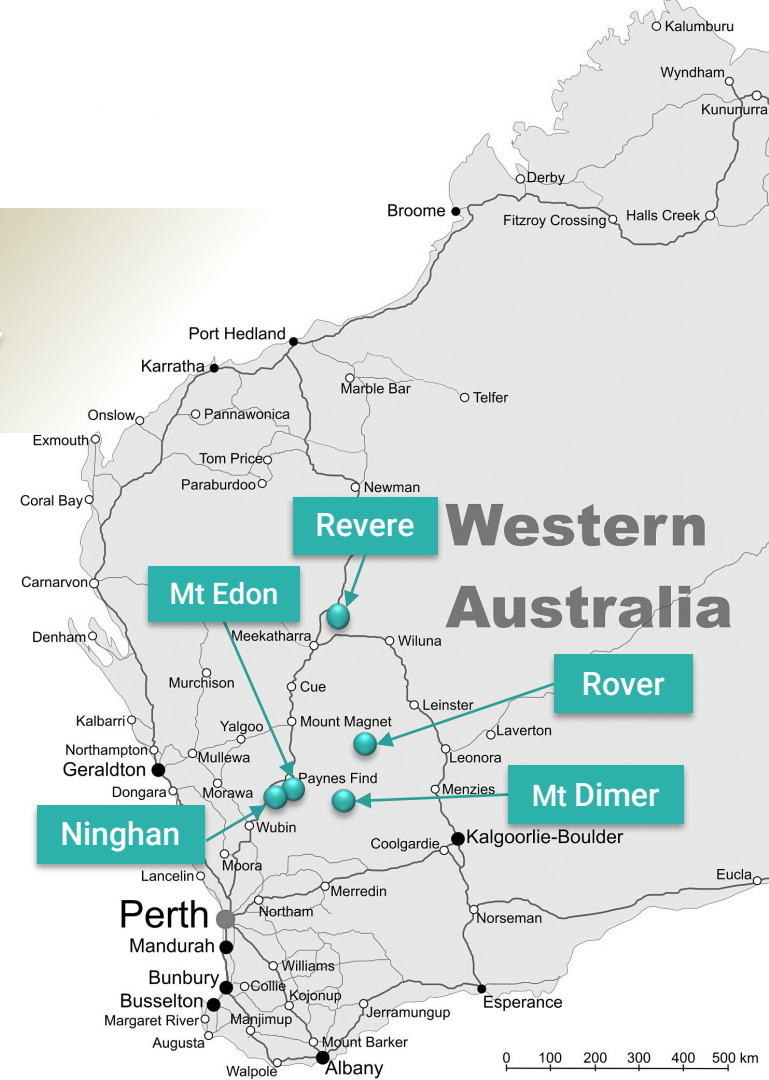 Kalumburu
Wyndham
Kununurra
Derby
Broome
Fitzroy Crossing
Halls Creek
Port Hedland
Karratha
Marble Bar
Telfer
Onslow
Pannawonica
Exmouth
Tom Price
Paraburdoo
Newman
Coral Bay
Revere
Western
Australia
Mt Edon
Carnarvon
Denham
Meekatharra
Wiluna
Murchison
Cue
Rover
Leinster
Kalbarri
Yalgoo
Mount Magnet
Laverton
Northampton
Mullewa
Leonora
Geraldton
Paynes Find
Dongara
Morawa
Menzies
Mt Dimer
Ninghan
Wubin
Kalgoorlie-Boulder
Coolgardie
Moora
Lancelin
Eucla
Merredin
Perth
Northam
Norseman
Mandurah
Williams
Bunbury
Collie
Kojonup
Busselton
Esperance
Margaret River
Manjimup
Jerramungup
Augusta
Mount Barker
Walpole
Albany
0 100 200 300 400 500 km